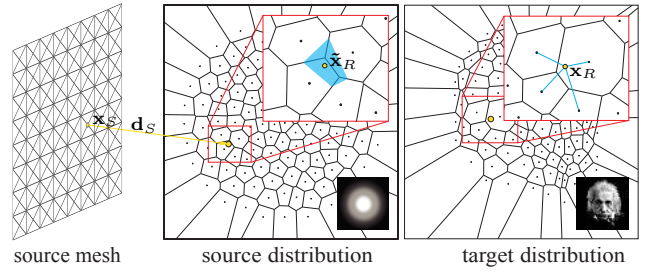 x̃_R
x_R
x_S
d_S
source mesh
source distribution
target distribution